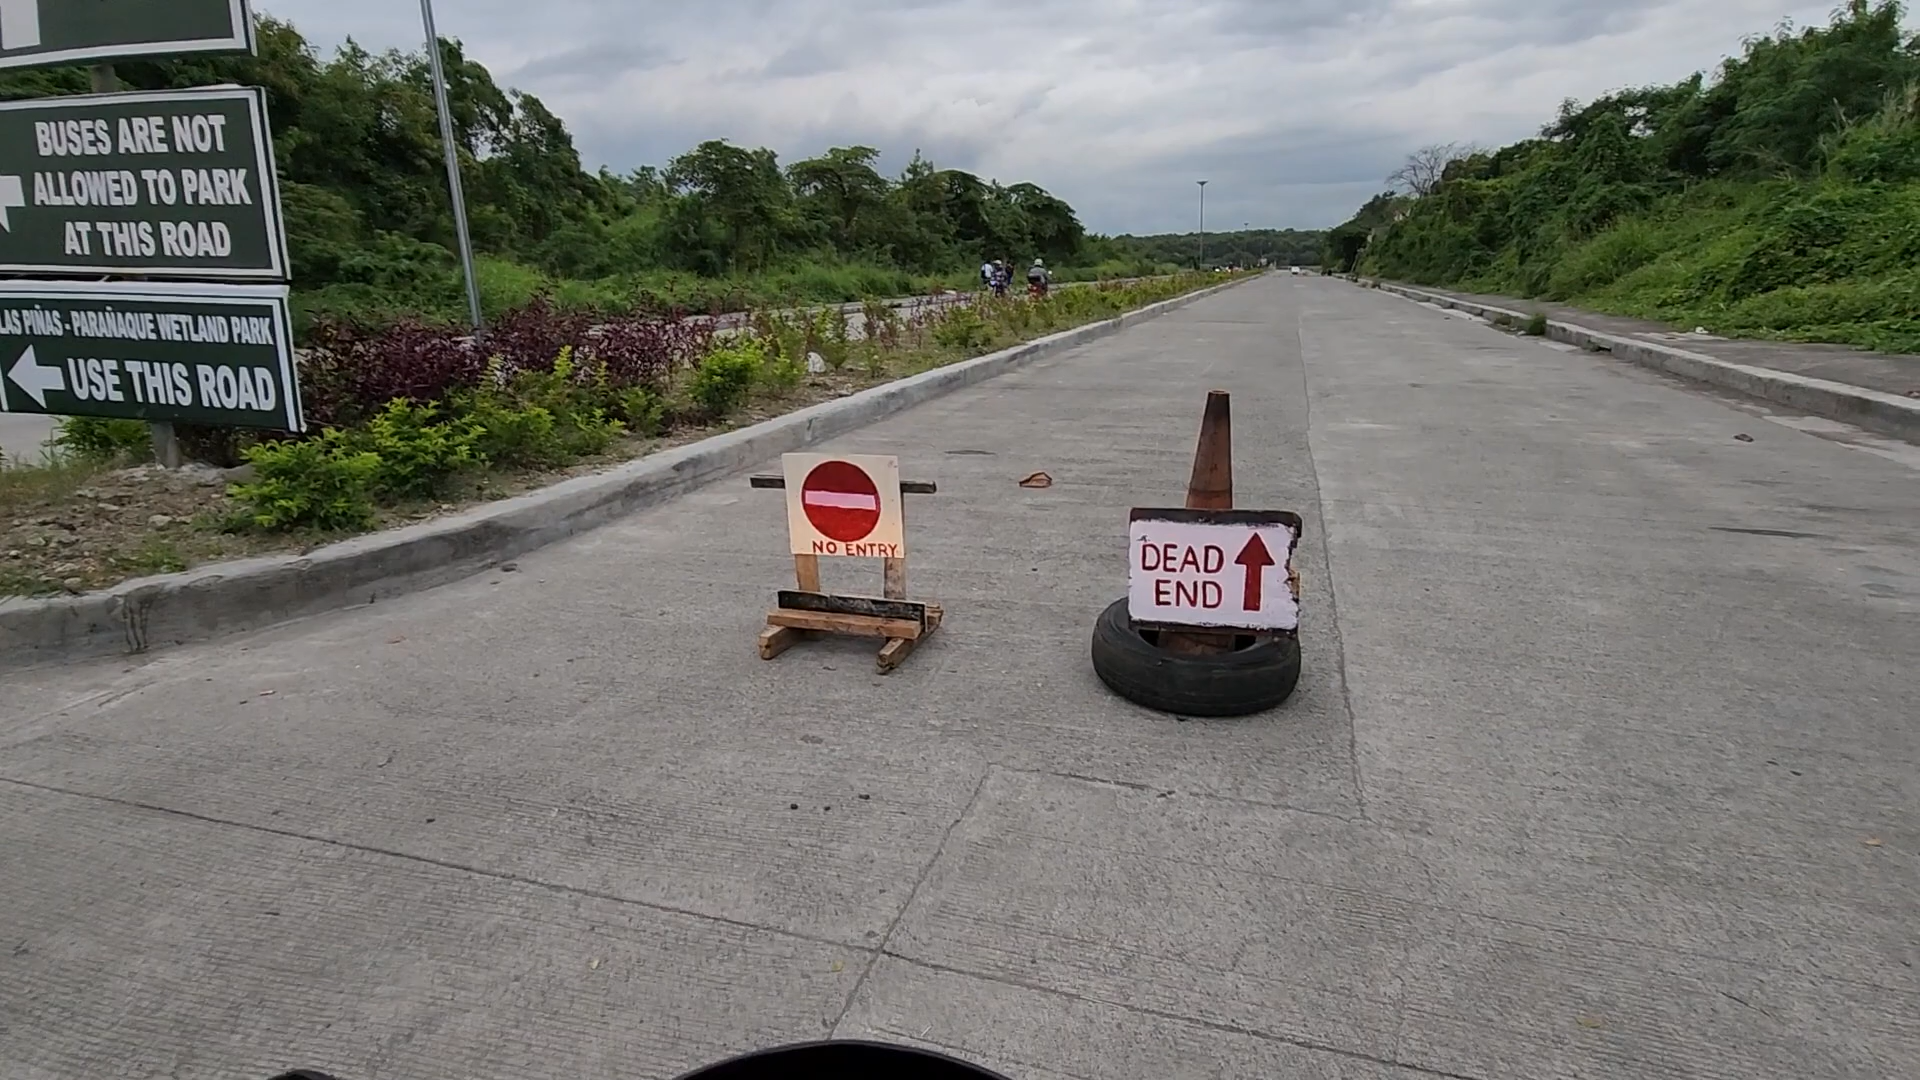 BUSES ARE NOT
ALLOWED TO PARK
AT THIS ROAD
LAS PIÑAS - PARAÑAQUE WETLAND PARK
USE THIS ROAD
NO ENTRY
DEAD
END